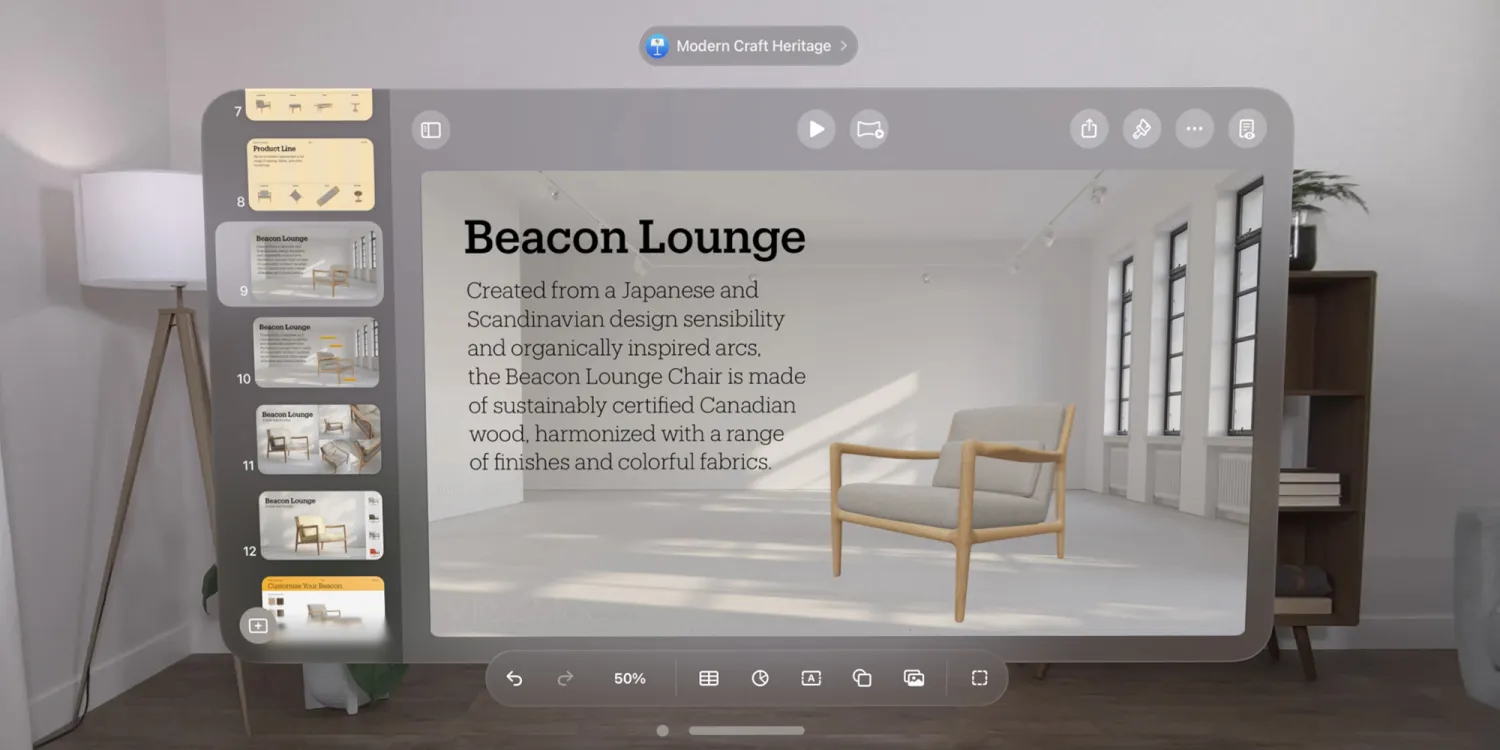 Modern Craft Heritage
7
8
Product Line
9
Beacon Lounge
10
Beacon Lounge
11
Beacon Lounge
12
Beacon Lounge
Customize Your Beacon
Beacon Lounge
Created from a Japanese and
Scandinavian design sensibility
and organically inspired arcs,
the Beacon Lounge Chair is made
of sustainably certified Canadian
wood, harmonized with a range
of finishes and colorful fabrics.
50%
A